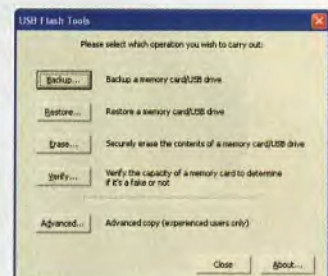 USB Flash Tools
Please select which operation you wish to carry out:
Backup... Backup a memory card/USB drive
Restore... Restore a memory card/USB drive
Erase... Securely erase the contents of a memory card/USB drive
Verify... Verify the capacity of a memory card to determine
if it's a fake or not
Advanced... Advanced copy (experienced users only)
Close About...